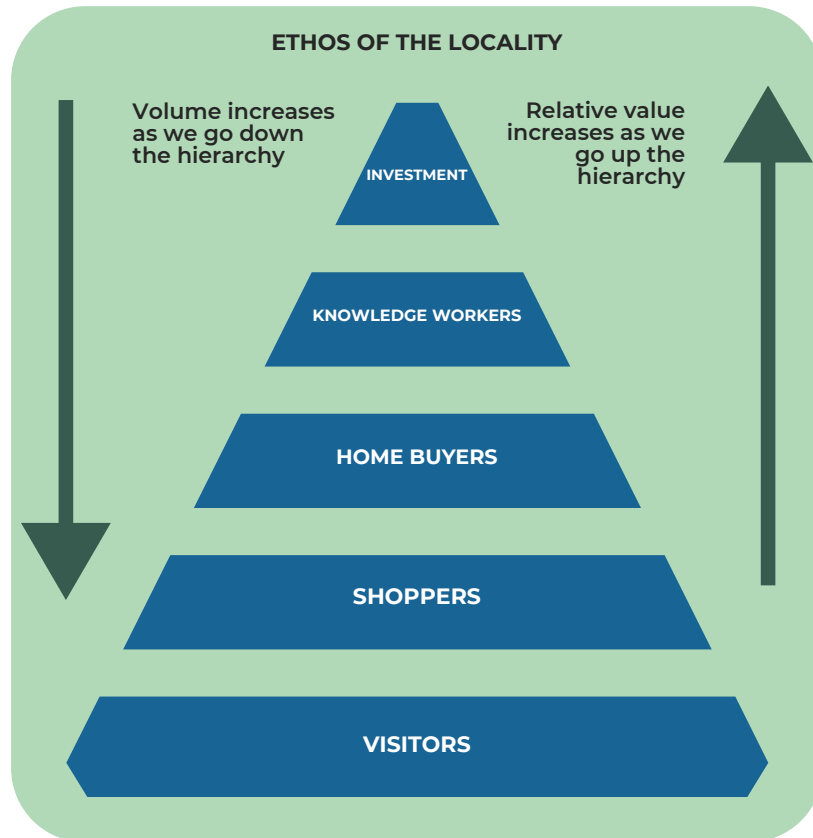 ETHOS OF THE LOCALITY
Volume increases
as we go down
the hierarchy
Relative value
increases as we
go up the
hierarchy
INVESTMENT
KNOWLEDGE WORKERS
HOME BUYERS
SHOPPERS
VISITORS